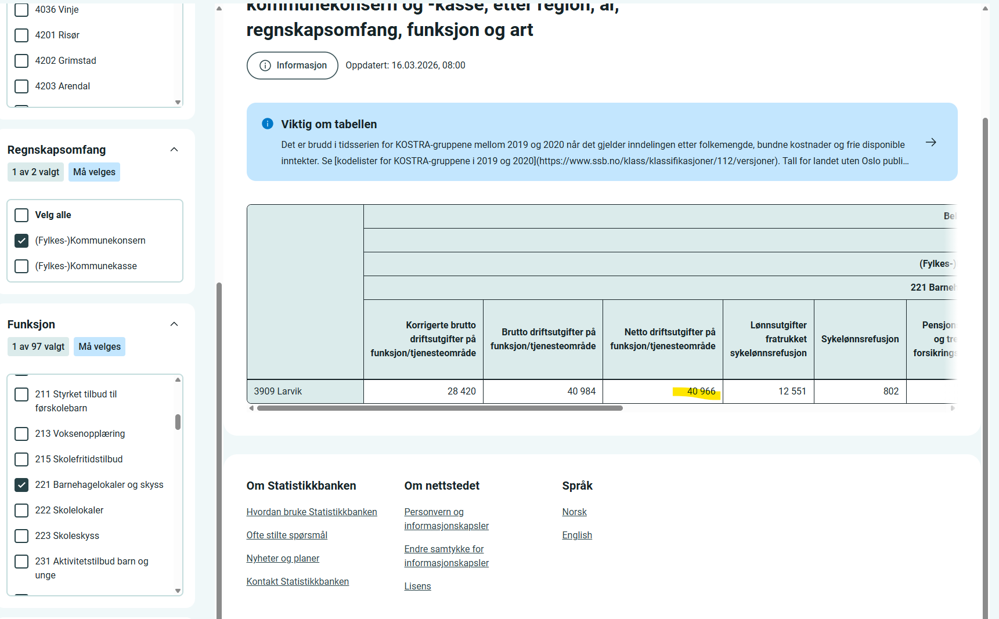 4036 Vinje
4201 Risør
4202 Grimstad
4203 Arendal
Regnskapsomfang
1 av 2 valgt
Må velges
Velg alle
(Fylkes-)Kommunekonsern
(Fylkes-)Kommunekasse
Funksjon
1 av 97 valgt
Må velges
211 Styrket tilbud til
førskolebarn
213 Voksenopplæring
215 Skolefritidstilbud
221 Barnehagelokaler og skyss
222 Skolelokaler
223 Skoleskyss
231 Aktivitetstilbud barn og
unge
kommunekonsern og -kasse, etter region, år,
regnskapsomfang, funksjon og art
Informasjon
Oppdatert: 16.03.2026, 08:00
Viktig om tabellen
Det er brudd i tidsserien for KOSTRA-gruppene mellom 2019 og 2020 når det gjelder inndelingen etter folkemengde, bundne kostnader og frie disponible
inntekter. Se [kodelister for KOSTRA-gruppene i 2019 og 2020](https://www.ssb.no/klass/klassifikasjoner/112/versjoner). Tall for landet uten Oslo publi...
(Fylkes-)
221 Barneh
Korrigerte brutto
driftsutgifter på
funksjon/tjenesteområde
Brutto driftsutgifter på
funksjon/tjenesteområde
Netto driftsutgifter på
funksjon/tjenesteområde
Lønnsutgifter
fratrukket
sykelønnsrefusjon
Sykelønnsrefusjon
Pensjon
og tre
forsikrings
3909 Larvik
28 420
40 984
40 966
12 551
802
Om Statistikkbanken
Hvordan bruke Statistikkbanken
Ofte stilte spørsmål
Nyheter og planer
Kontakt Statistikkbanken
Om nettstedet
Personvern og
informasjonskapsler
Endre samtykke for
informasjonskapsler
Lisens
Språk
Norsk
English